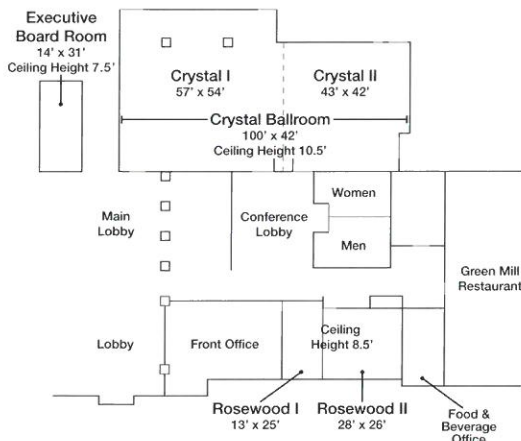 Executive
Board Room
14' x 31'
Ceiling Height 7.5'
Crystal I
57' x 54'
Crystal II
43' x 42'
Crystal Ballroom
100' x 42'
Ceiling Height 10.5'
Main
Lobby
Conference
Lobby
Women
Men
Green Mill
Restaurant
Lobby
Front Office
Ceiling
Height 8.5'
Rosewood I
13' x 25'
Rosewood II
28' x 26'
Food &
Beverage
Office